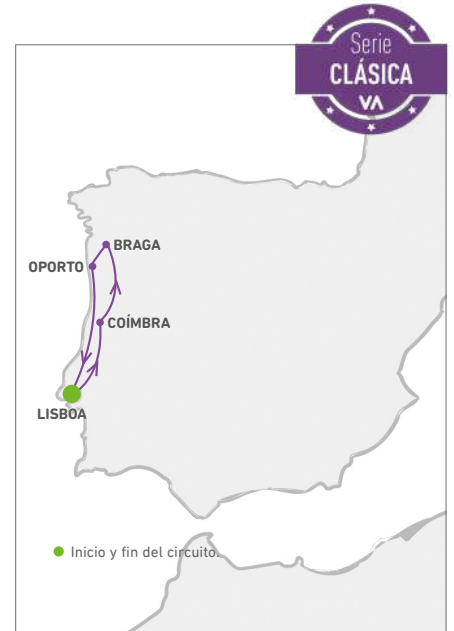 Serie
CLÁSICA
VA
BRAGA
OPORTO
COÍMBRA
LISBOA
Inicio y fin del circuito.